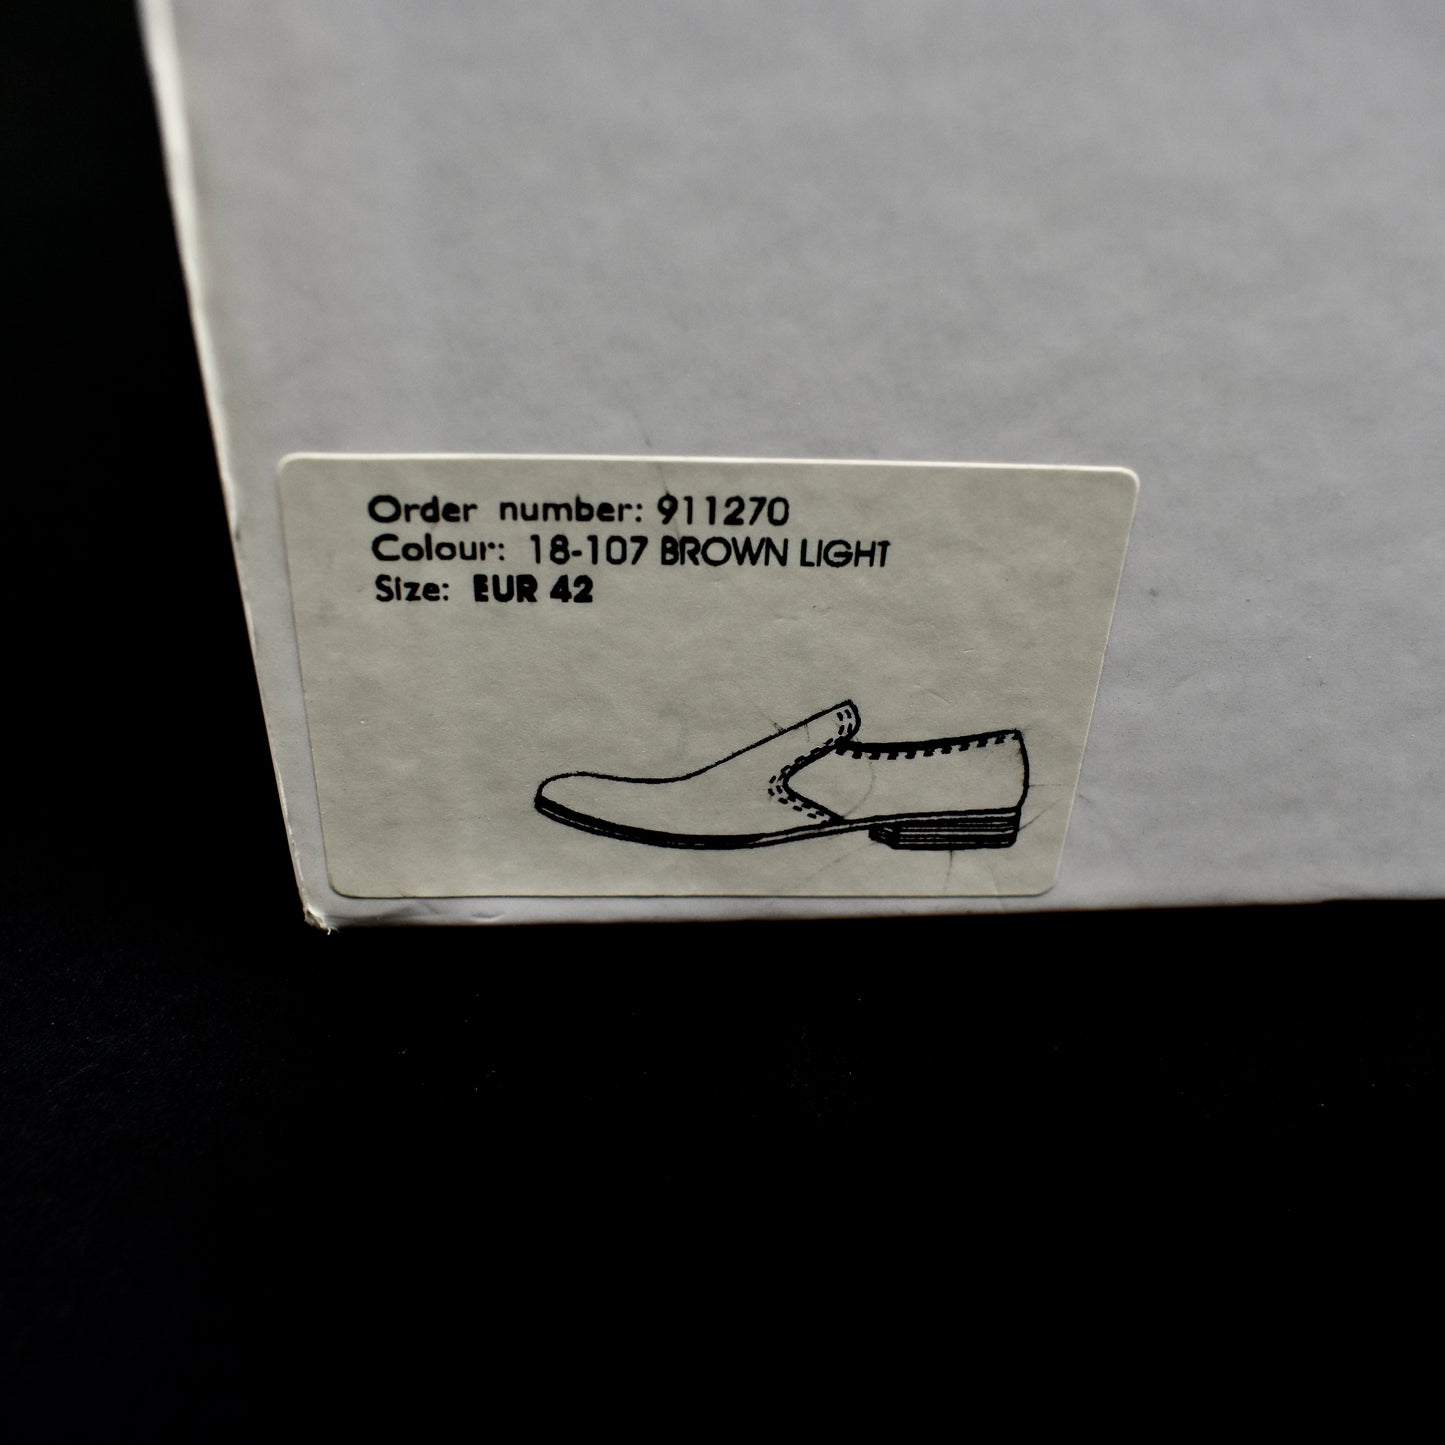 Order number: 911270
Colour: 18-107 BROWN LIGHT
Size: EUR 42